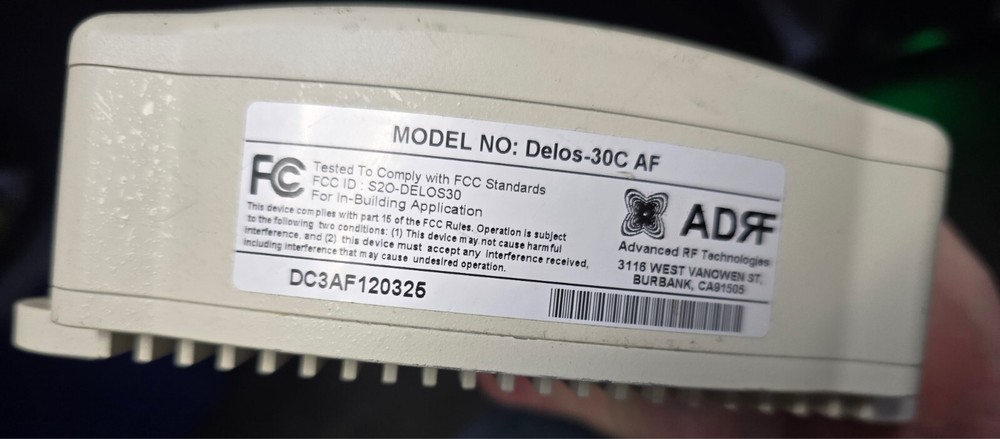 MODEL NO: Delos-30C AF
FC
Tested To Comply with FCC Standards
FCC ID : S2O-DELOS30
For In-Building Application
This device complies with part 16 of the FCC Rules. Operation is subject
to the following two conditions: (1) This device may not cause harmful
interference, and (2) this device must accept any interference received,
including interference that may cause undesired operation.
DC3AF120325
ADRF
Advanced RF Technologies
3116 WEST VANOWEN ST.
BURBANK, CA91505